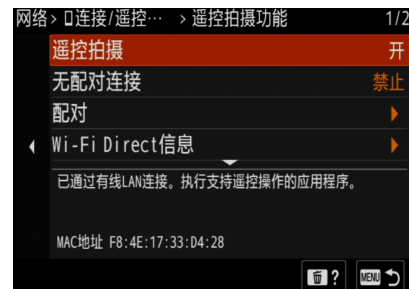 网络>连接/遥控…>遥控拍摄功能 1/2
遥控拍摄 开
无配对连接 禁止
配对
Wi-Fi Direct信息
已通过有线LAN连接。执行支持遥控操作的应用程序。
MAC地址 F8:4E:17:33:D4:28
? MENU